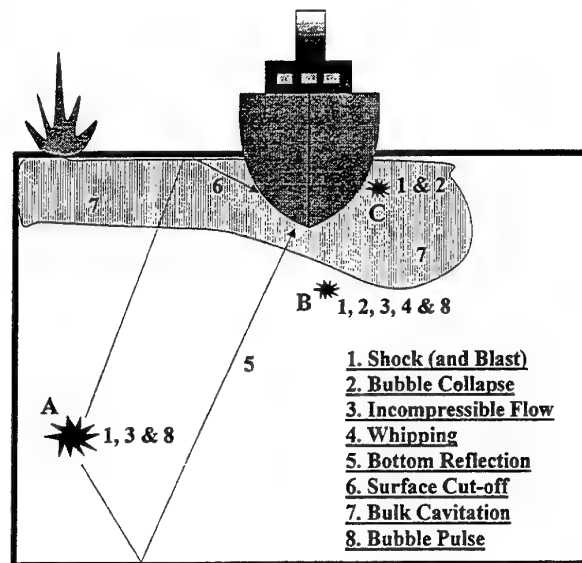 6
1 & 2
C
7
7
B
1, 2, 3, 4 & 8
5
A
1, 3 & 8
1. Shock (and Blast)
2. Bubble Collapse
3. Incompressible Flow
4. Whipping
5. Bottom Reflection
6. Surface Cut-off
7. Bulk Cavitation
8. Bubble Pulse